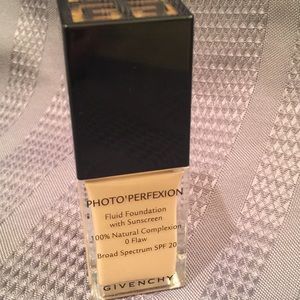 PHOTO'PERFEXION
Fluid Foundation
with Sunscreen
100% Natural Complexion
0 Flaw
Broad Spectrum SPF 20
GIVENCHY